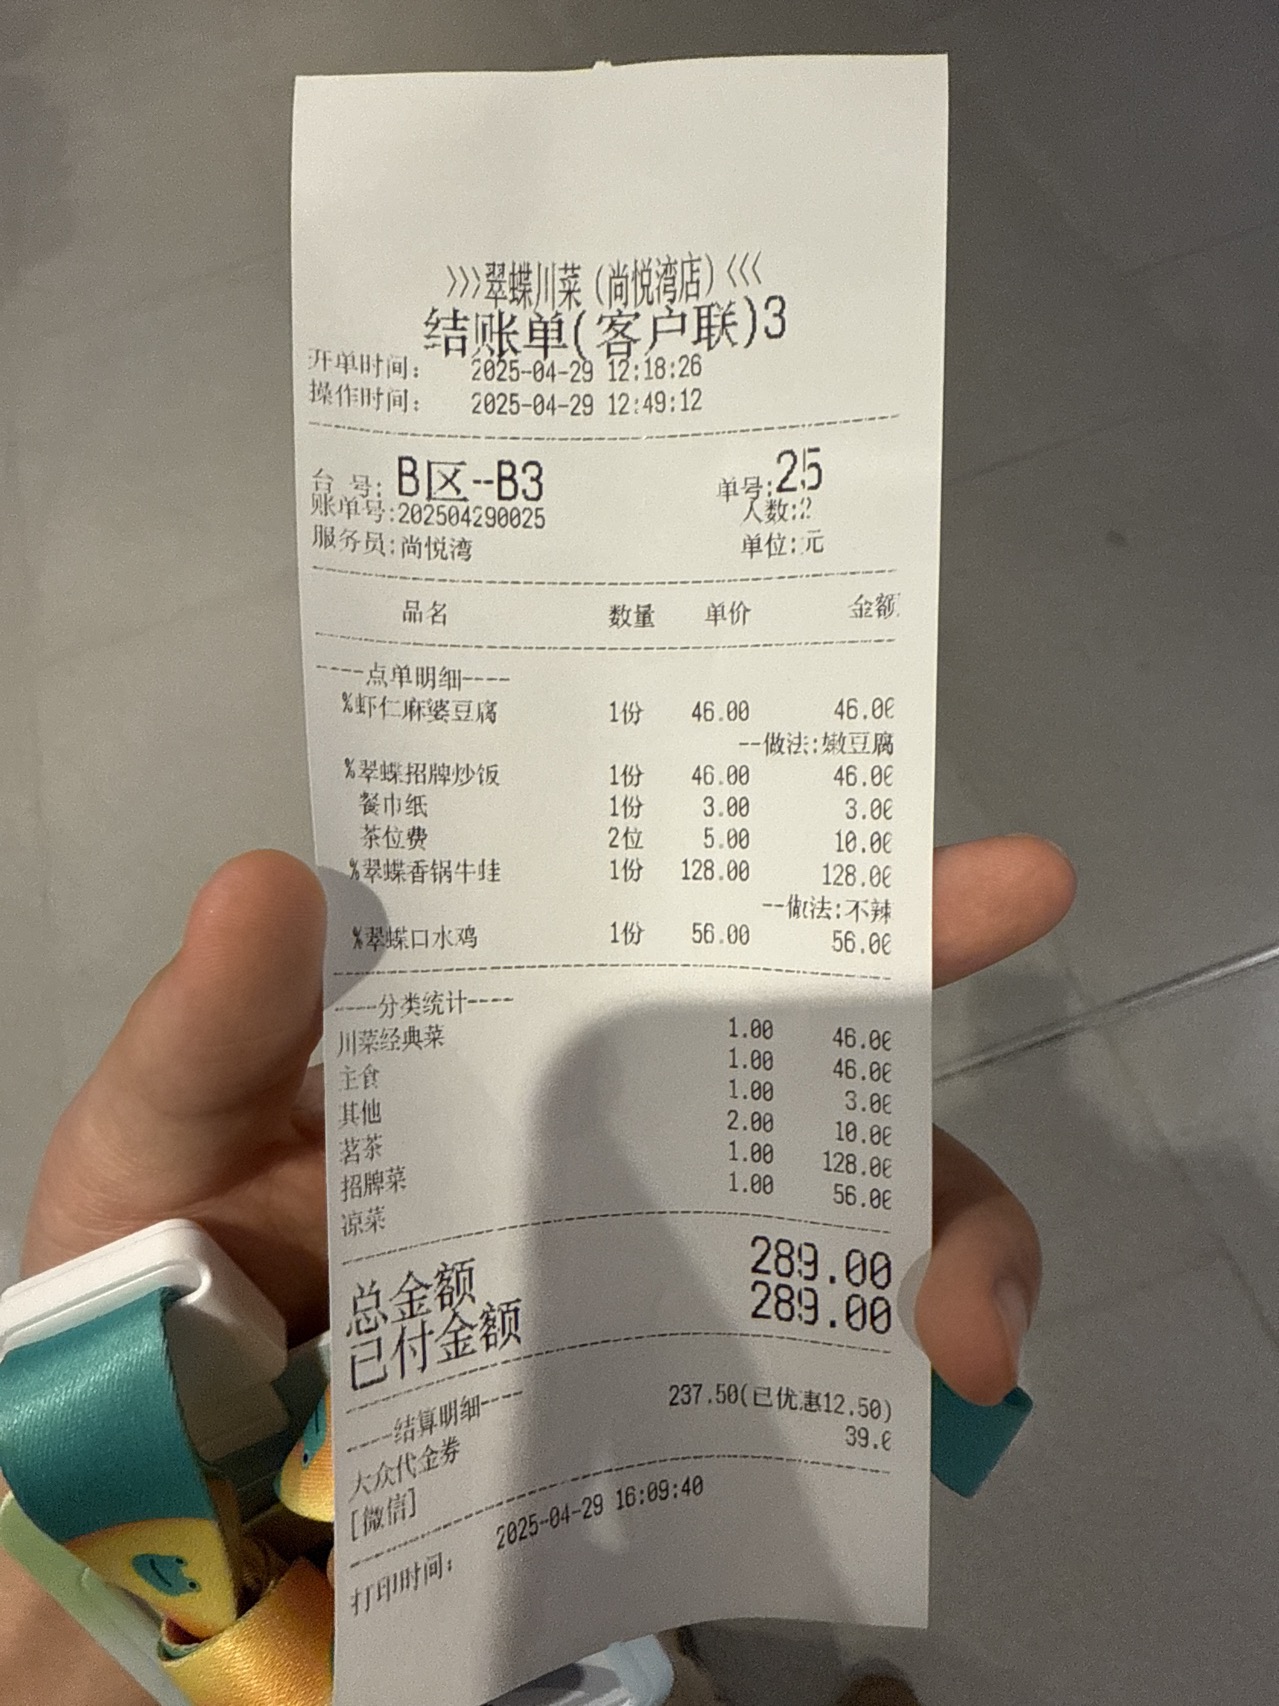 >>>翠蝶川菜(尚悦湾店)<<<
结账单(客户联)3
开单时间: 2025-04-29 12:18:26
操作时间: 2025-04-29 12:49:12
台 号: B区--B3 单号:25
账单号:202504290025 人数:2
服务员:尚悦湾 单位:元
品名 数量 单价 金额
----点单明细----
%虾仁麻婆豆腐 1份 46.00 46.00
--做法:嫩豆腐
%翠蝶招牌炒饭 1份 46.00 46.00
餐巾纸 1份 3.00 3.00
茶位费 2位 5.00 10.00
%翠蝶香锅牛蛙 1份 128.00 128.00
--做法:不辣
%翠蝶口水鸡 1份 56.00 56.00
----分类统计----
川菜经典菜 1.00 46.00
主食 1.00 46.00
其他 1.00 3.00
茗茶 2.00 10.00
招牌菜 1.00 128.00
凉菜 1.00 56.00
总金额 289.00
已付金额 289.00
----结算明细----
大众代金券 237.50(已优惠12.50)
[微信] 39.0
打印时间: 2025-04-29 16:09:40